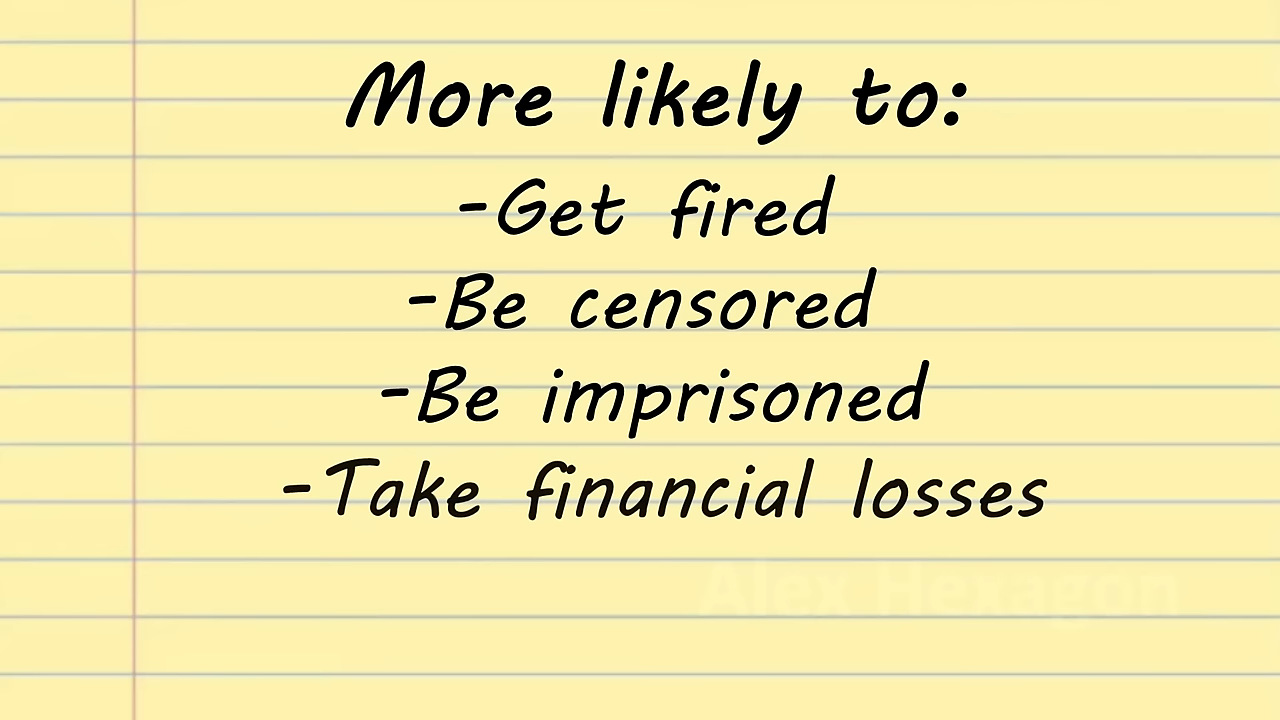 More likely to:
-Get fired
-Be censored
-Be imprisoned
-Take financial losses
Alex Hexagon